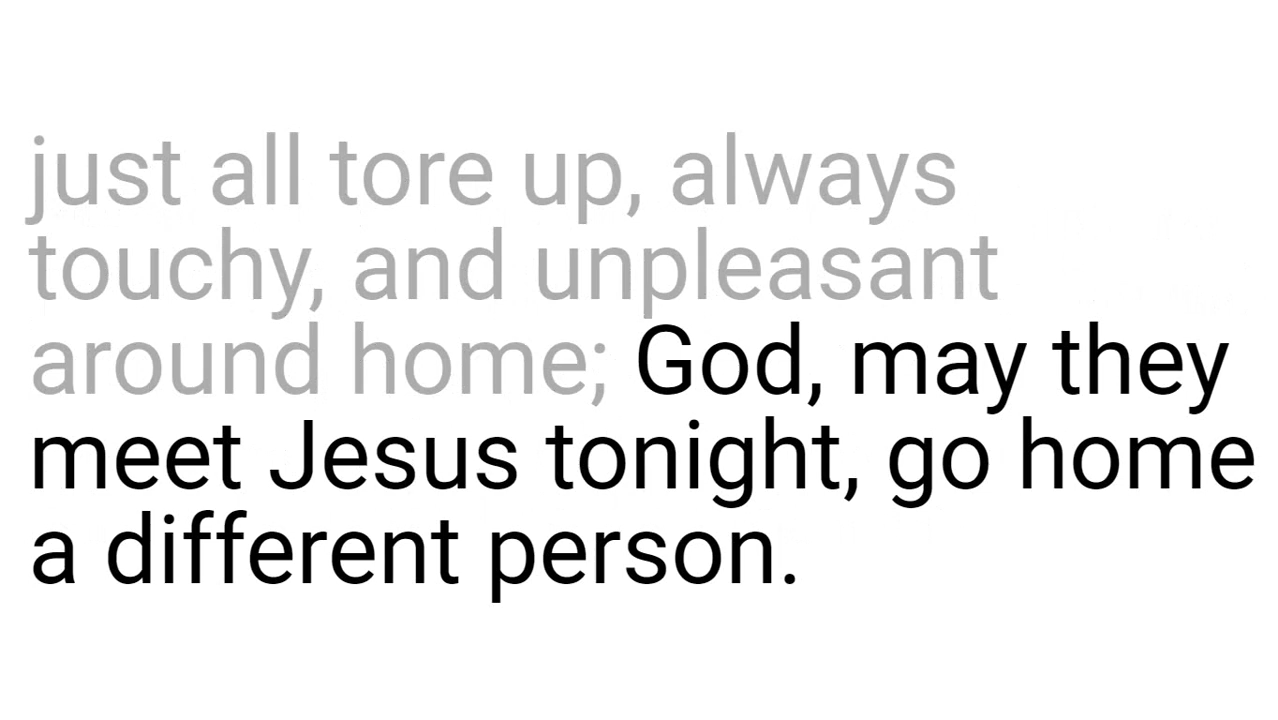 just all tore up, always
touchy, and unpleasant
around home; God, may they
meet Jesus tonight, go home
a different person.